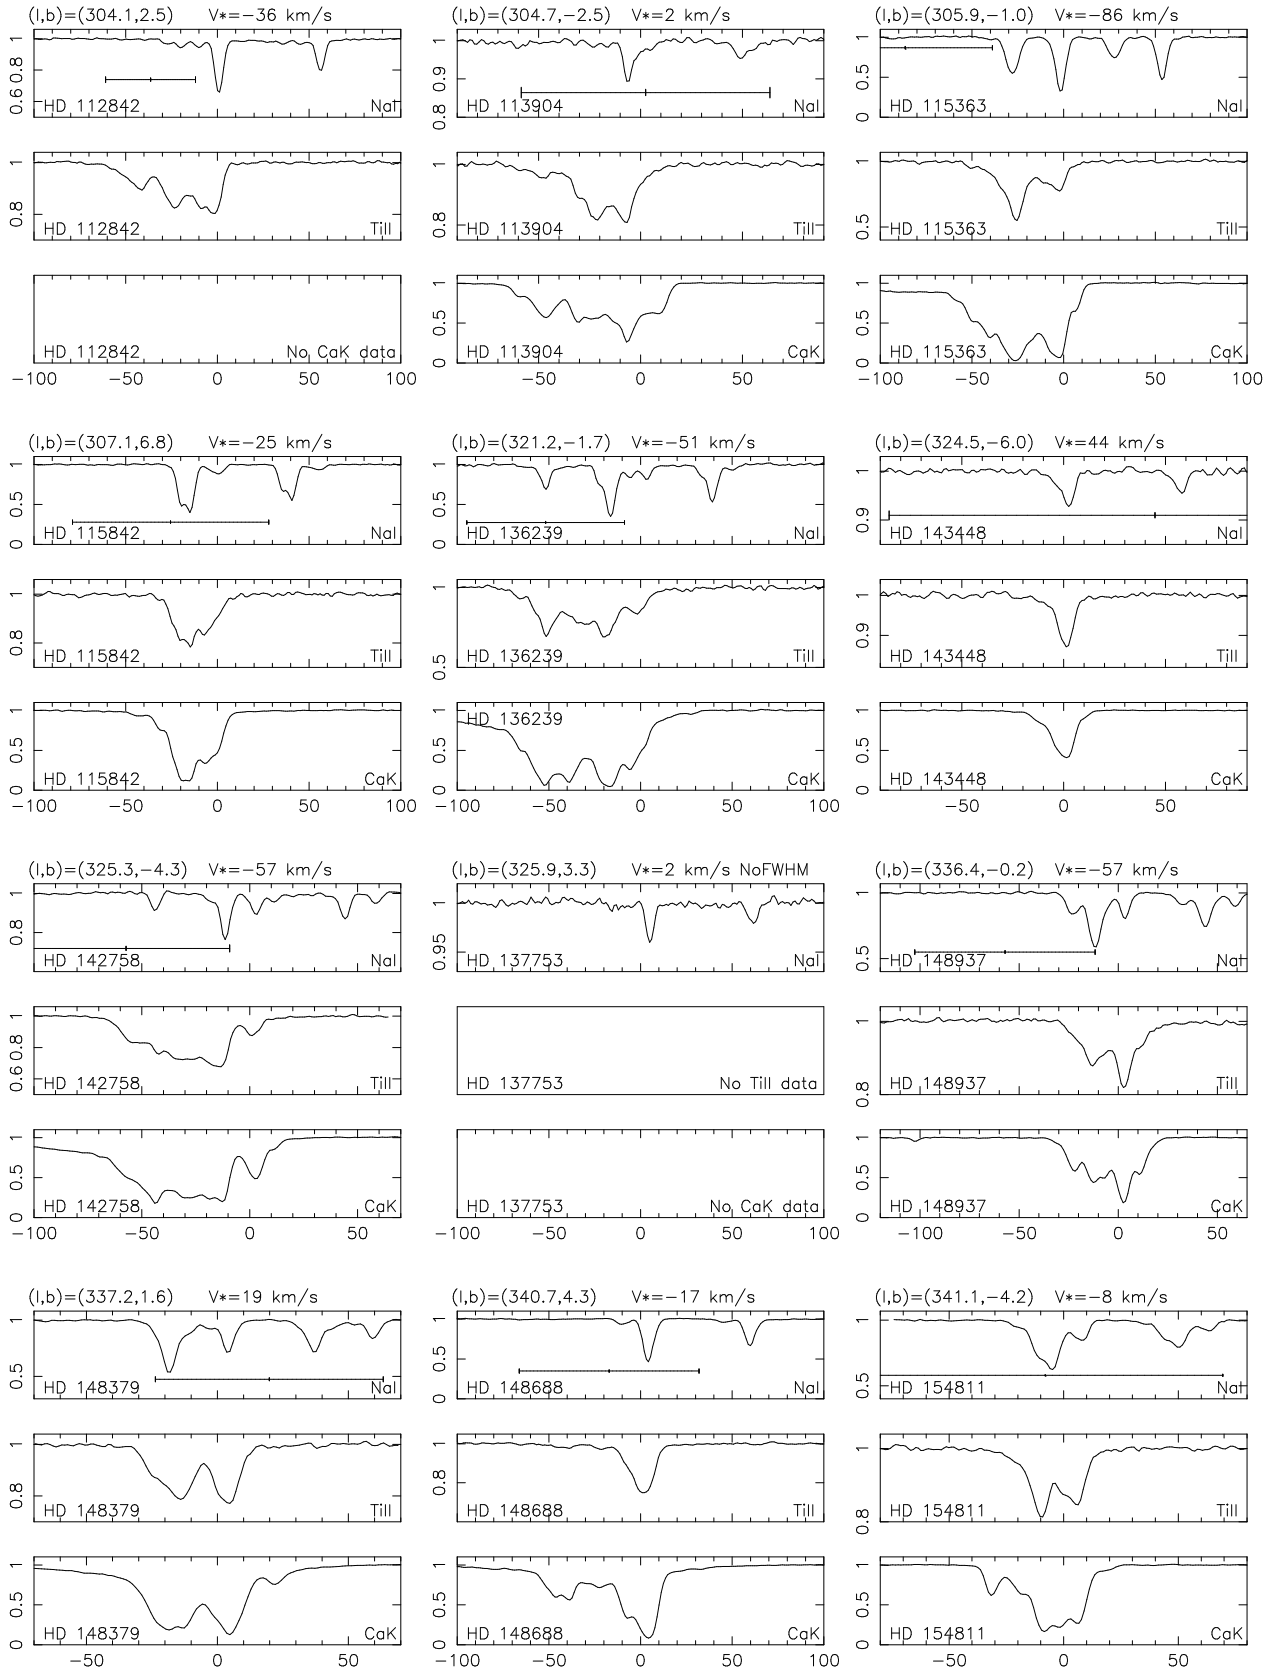 (l,b)=(304.1,2.5) V*=−36 km/s
(l,b)=(304.7,−2.5) V*=2 km/s
(l,b)=(305.9,−1.0) V*=−86 km/s
0.6 0.8 1
HD 112842 NaI
0.8 0.9 1
HD 113904 NaI
0 0.5 1
HD 115363 NaI
0.8 1
HD 112842 TiII
0.8 1
HD 113904 TiII
0.5 1
HD 115363 TiII
HD 112842 No CaK data
0 0.5 1
HD 113904 CaK
0 0.5 1
HD 115363 CaK
−100 −50 0 50 100
−50 0 50
−100 −50 0 50 100
(l,b)=(307.1,6.8) V*=−25 km/s
(l,b)=(321.2,−1.7) V*=−51 km/s
(l,b)=(324.5,−6.0) V*=44 km/s
0 0.5 1
HD 115842 NaI
0 0.5 1
HD 136239 NaI
0.9 1
HD 143448 NaI
0.8 1
HD 115842 TiII
0.5 1
HD 136239 TiII
0.9 1
HD 143448 TiII
0 0.5 1
HD 115842 CaK
0 0.5 1
HD 136239 CaK
0 0.5 1
HD 143448 CaK
−100 −50 0 50 100
−100 −50 0 50 100
−50 0 50
(l,b)=(325.3,−4.3) V*=−57 km/s
(l,b)=(325.9,3.3) V*=2 km/s NoFWHM
(l,b)=(336.4,−0.2) V*=−57 km/s
0.8 1
HD 142758 NaI
0.95 1
HD 137753 NaI
0.5 1
HD 148937 NaI
0.6 0.8 1
HD 142758 TiII
HD 137753 No TiII data
0.8 1
HD 148937 TiII
0 0.5 1
HD 142758 CaK
HD 137753 No CaK data
0 0.5 1
HD 148937 CaK
−100 −50 0 50
−100 −50 0 50 100
−100 −50 0 50
(l,b)=(337.2,1.6) V*=19 km/s
(l,b)=(340.7,4.3) V*=−17 km/s
(l,b)=(341.1,−4.2) V*=−8 km/s
0.5 1
HD 148379 NaI
0 0.5 1
HD 148688 NaI
0.5 1
HD 154811 NaI
0.8 1
HD 148379 TiII
0.8 1
HD 148688 TiII
0.8 1
HD 154811 TiII
0 0.5 1
HD 148379 CaK
0 0.5 1
HD 148688 CaK
0 0.5 1
HD 154811 CaK
−50 0 50
−100 −50 0 50 100
−50 0 50